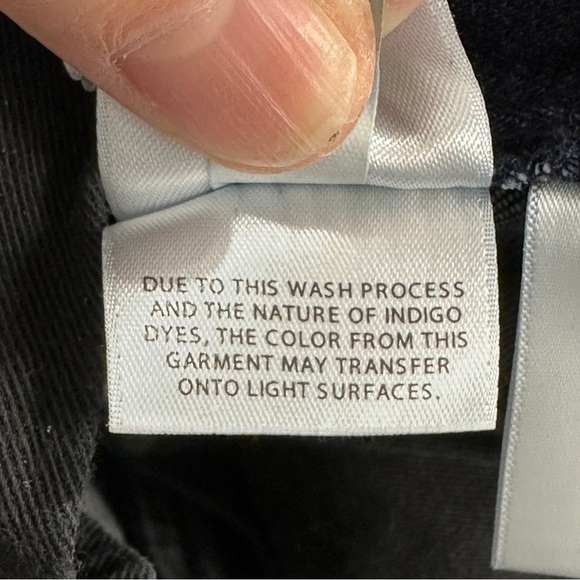 DUE TO THIS WASH PROCESS
AND THE NATURE OF INDIGO
DYES, THE COLOR FROM THIS
GARMENT MAY TRANSFER
ONTO LIGHT SURFACES.